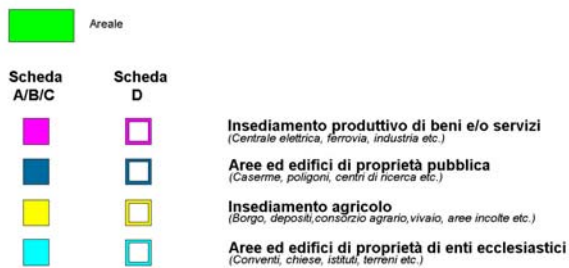 Areale
Scheda A/B/C
Scheda D
Insediamento produttivo di beni e/o servizi
(Centrale elettrica, ferrovia, industria etc.)
Aree ed edifici di proprietà pubblica
(Caserme, poligoni, centri di ricerca etc.)
Insediamento agricolo
(Borgo, depositi,consorzio agrario,vivaio, aree incolte etc.)
Aree ed edifici di proprietà di enti ecclesiastici
(Conventi, chiese, istituti, terreni etc.)